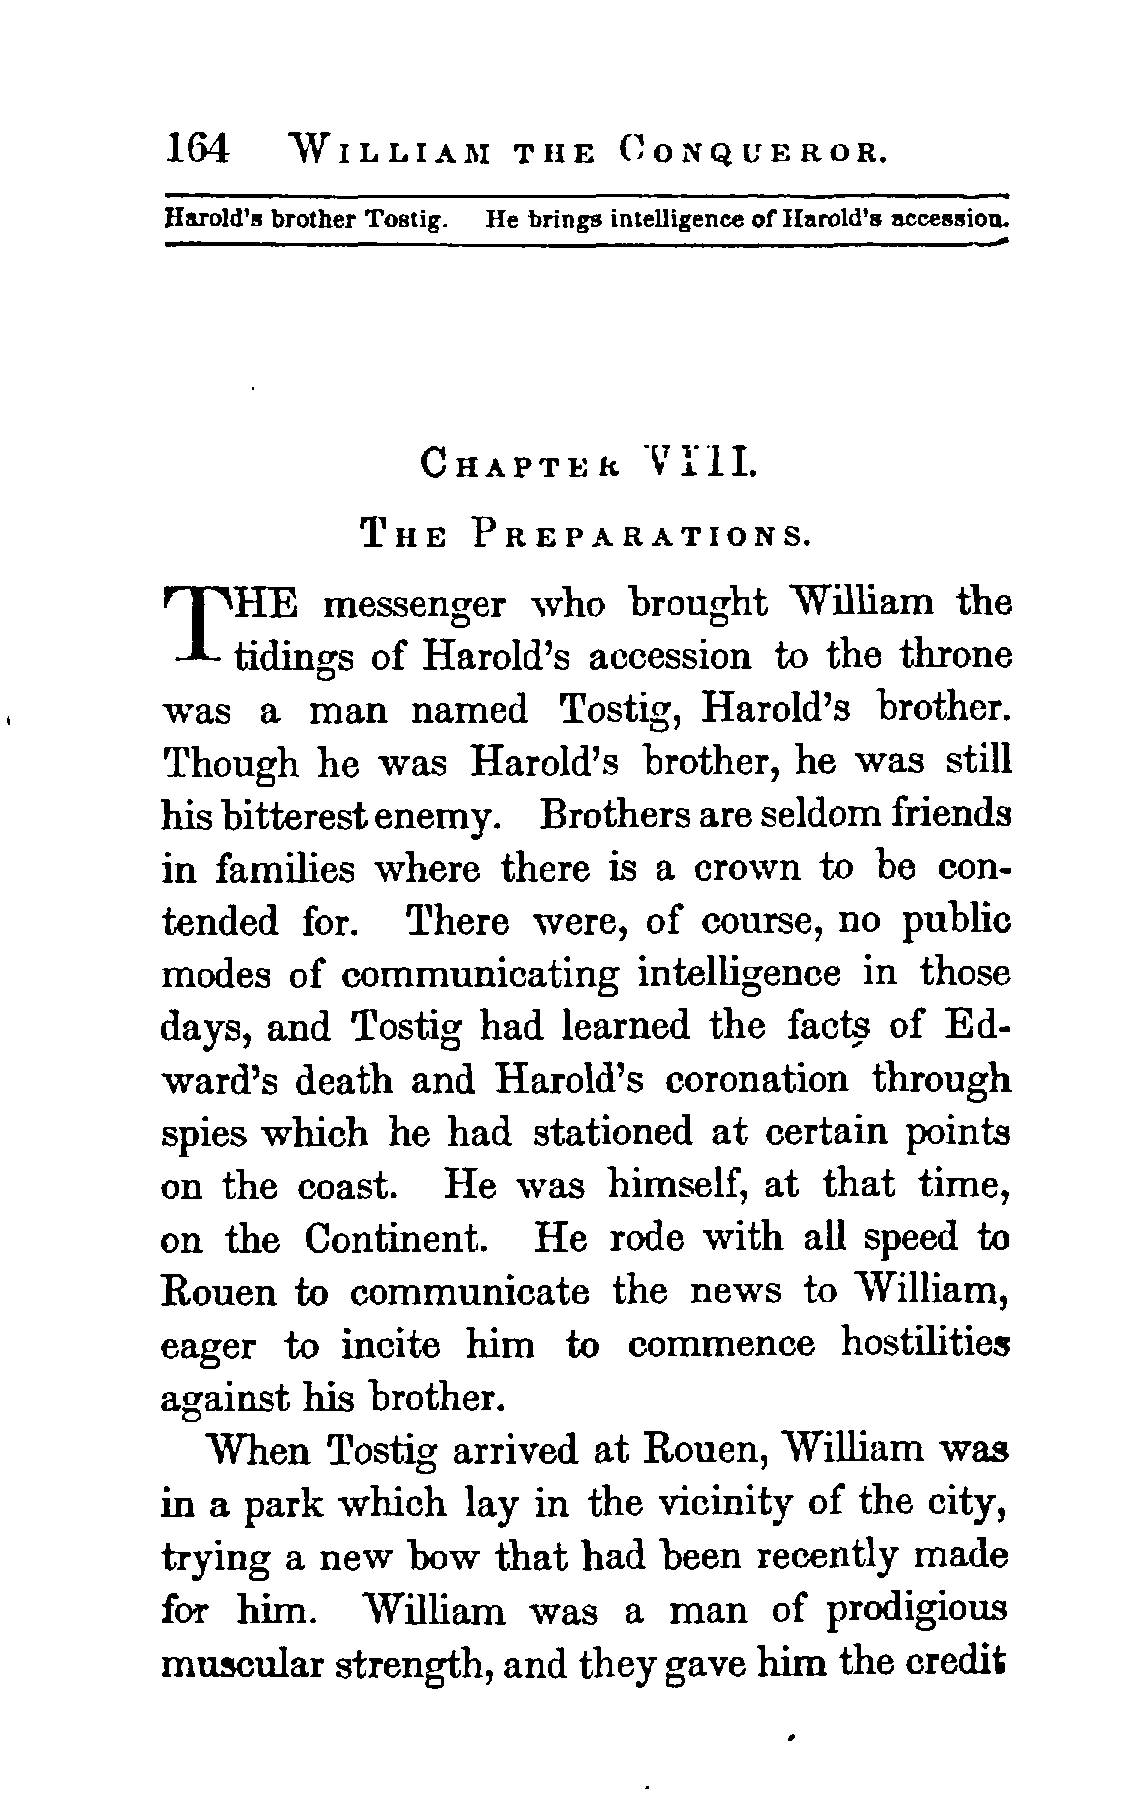 164 William the Conqueror.
Harold's brother Tostig. He brings intelligence of Harold's accession.
Chapter VIII.
The Preparations.
THE messenger who brought William the
tidings of Harold's accession to the throne
was a man named Tostig, Harold's brother.
Though he was Harold's brother, he was still
his bitterest enemy. Brothers are seldom friends
in families where there is a crown to be con-
tended for. There were, of course, no public
modes of communicating intelligence in those
days, and Tostig had learned the facts of Ed-
ward's death and Harold's coronation through
spies which he had stationed at certain points
on the coast. He was himself, at that time,
on the Continent. He rode with all speed to
Rouen to communicate the news to William,
eager to incite him to commence hostilities
against his brother.
When Tostig arrived at Rouen, William was
in a park which lay in the vicinity of the city,
trying a new bow that had been recently made
for him. William was a man of prodigious
muscular strength, and they gave him the credit